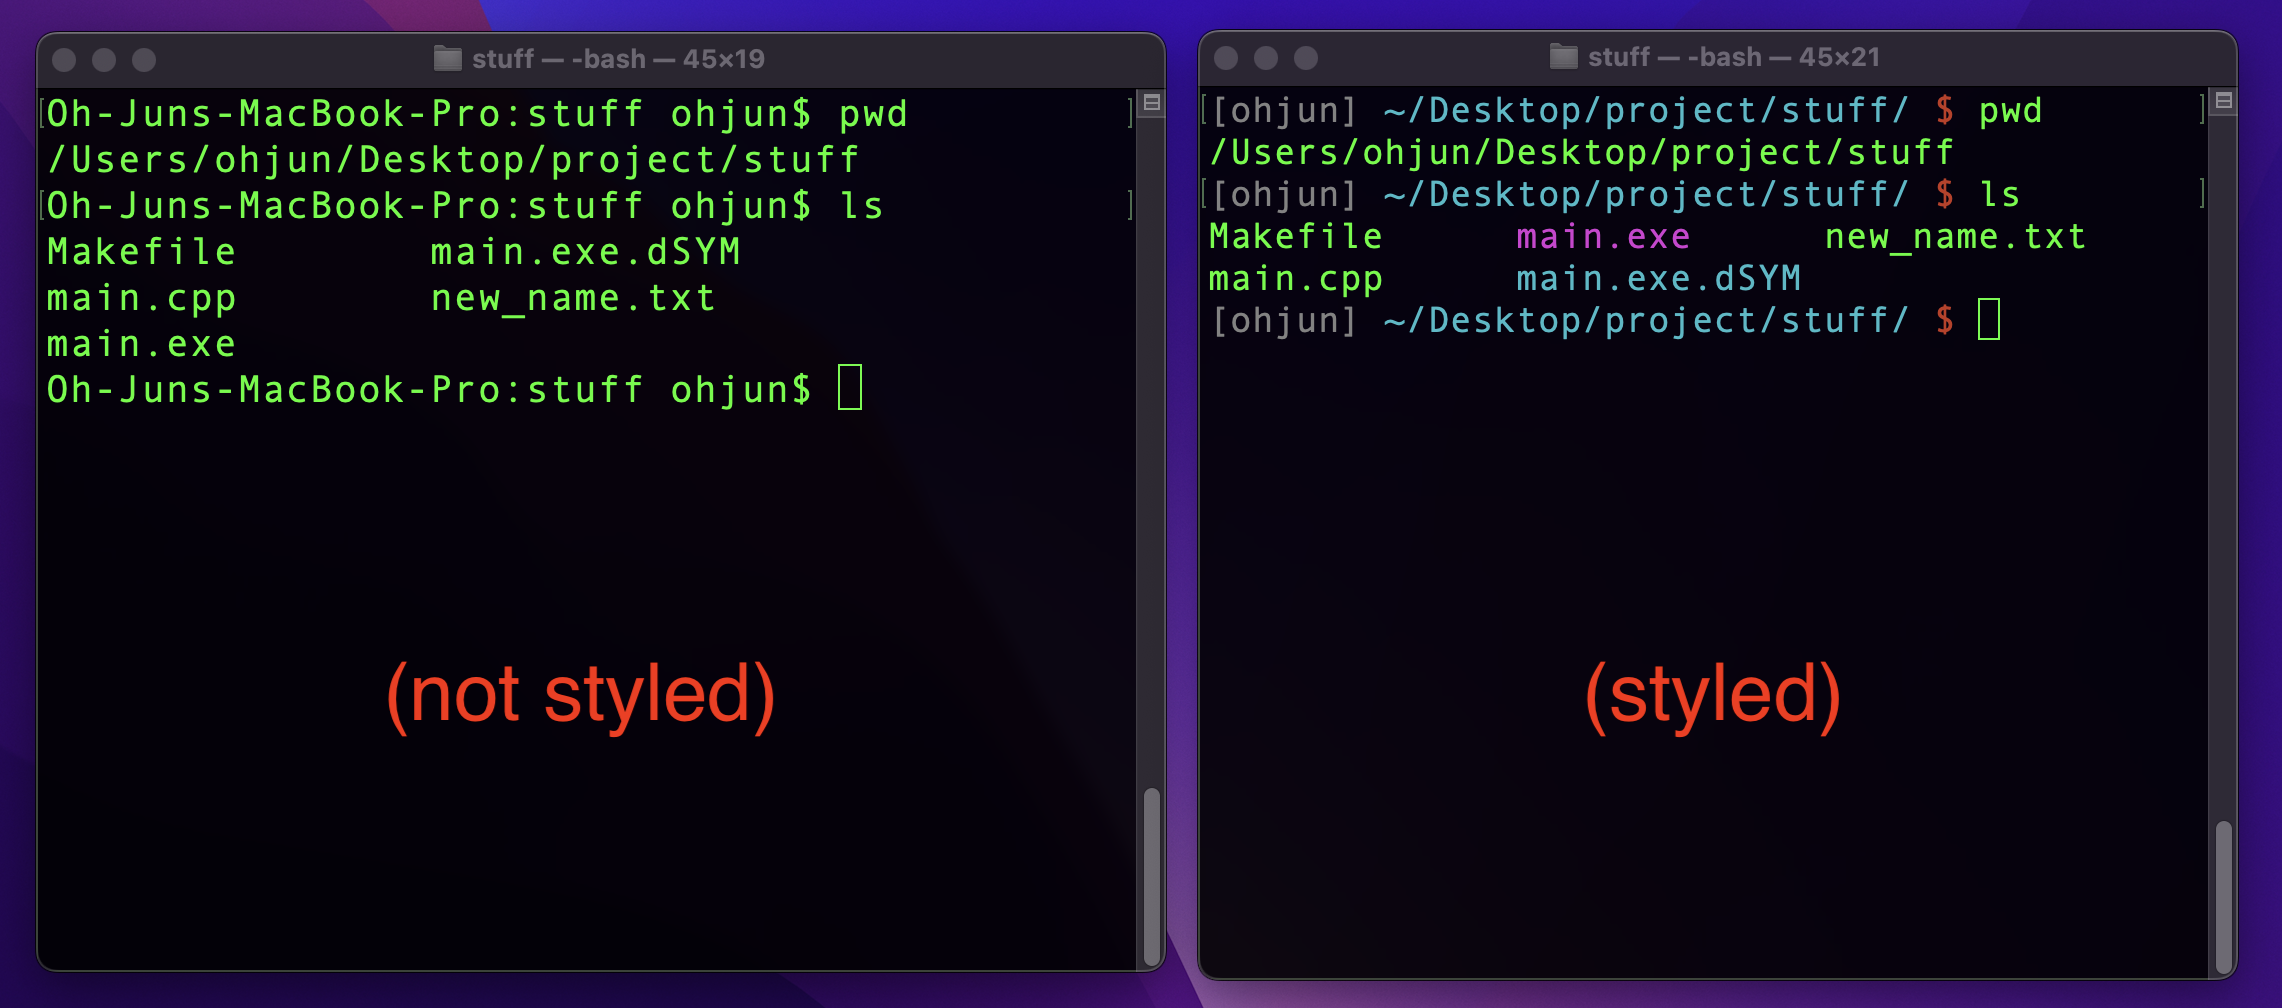 stuff — -bash — 45×19
Oh-Juns-MacBook-Pro:stuff ohjun$ pwd
/Users/ohjun/Desktop/project/stuff
Oh-Juns-MacBook-Pro:stuff ohjun$ ls
Makefile main.exe.dSYM
main.cpp new_name.txt
main.exe
Oh-Juns-MacBook-Pro:stuff ohjun$
(not styled)
stuff — -bash — 45×21
[ohjun] ~/Desktop/project/stuff/ $ pwd
/Users/ohjun/Desktop/project/stuff
[ohjun] ~/Desktop/project/stuff/ $ ls
Makefile main.exe new_name.txt
main.cpp main.exe.dSYM
[ohjun] ~/Desktop/project/stuff/ $
(styled)